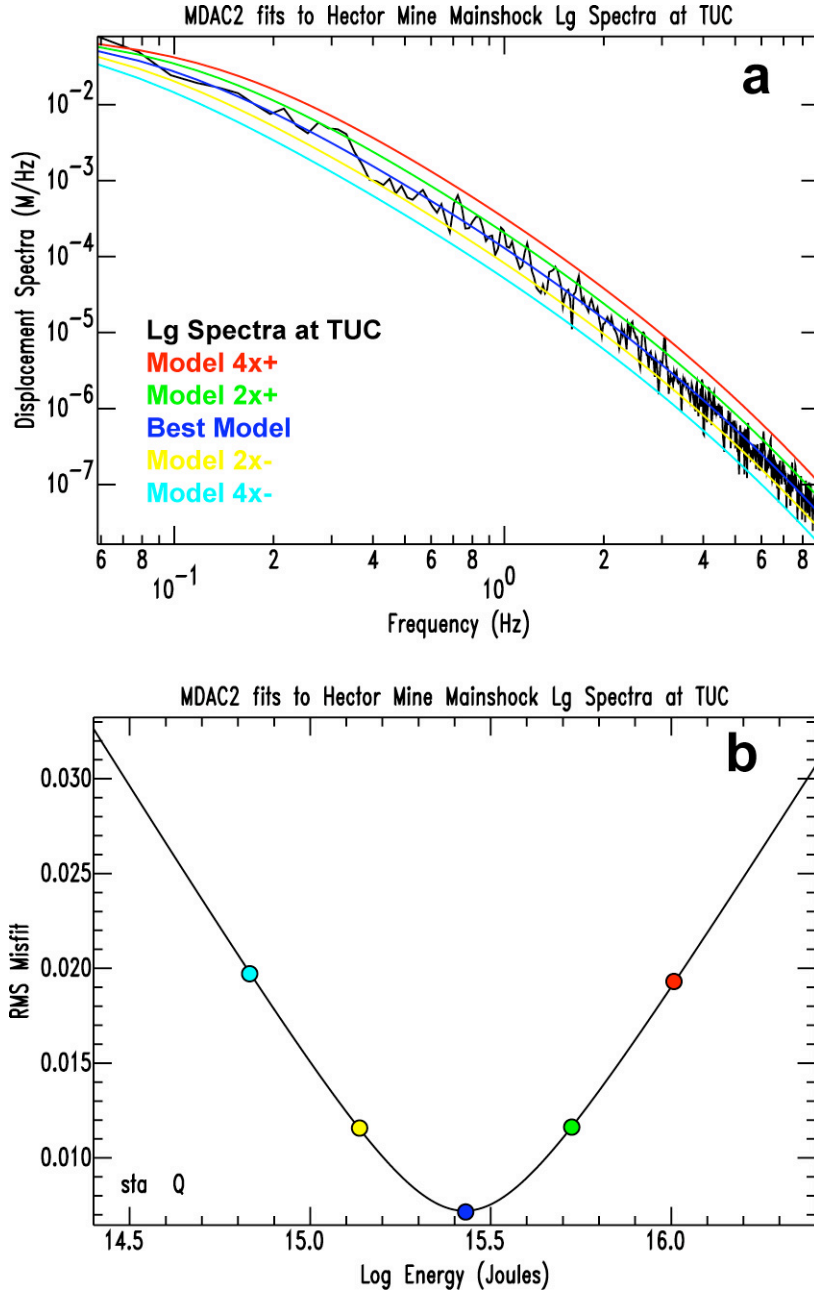 MDAC2 fits to Hector Mine Mainshock Lg Spectra at TUC
a
Displacement Spectra (M/Hz)
10^-2
10^-3
10^-4
10^-5
10^-6
10^-7
Lg Spectra at TUC
Model 4x+
Model 2x+
Best Model
Model 2x-
Model 4x-
6 8 2 4 6 8 2 4 6 8
10^-1 10^0
Frequency (Hz)
MDAC2 fits to Hector Mine Mainshock Lg Spectra at TUC
b
RMS Misfit
0.030
0.025
0.020
0.015
0.010
sta Q
14.5 15.0 15.5 16.0
Log Energy (Joules)